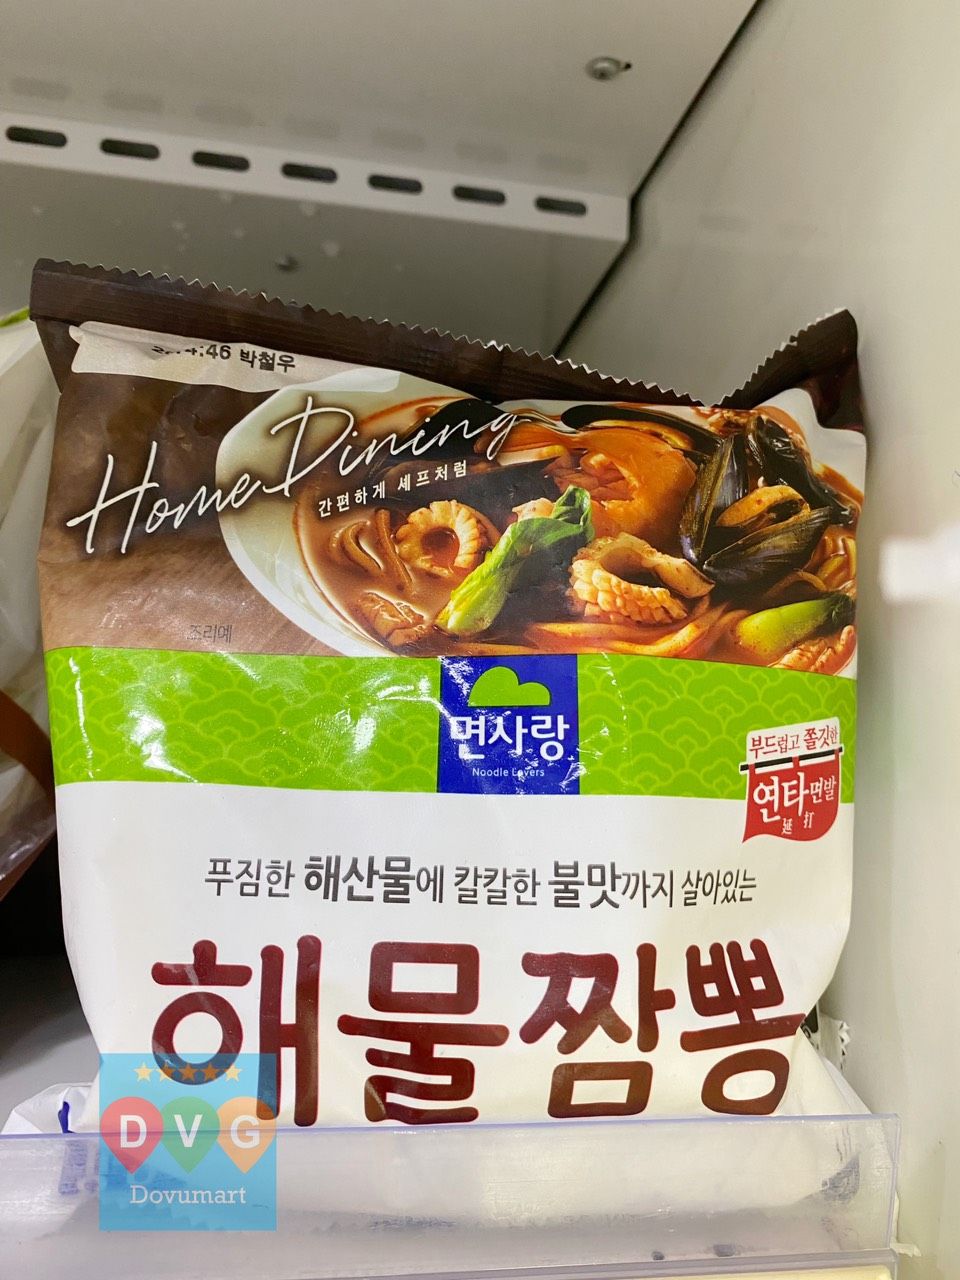 :46 박철우
Home Dining
간편하게 셰프처럼
조리예
면사랑
Noodle Lovers
부드럽고 쫄깃한
연타면발
延 打
푸짐한 해산물에 칼칼한 불맛까지 살아있는
해물짬뽕
D V G
Dovumart